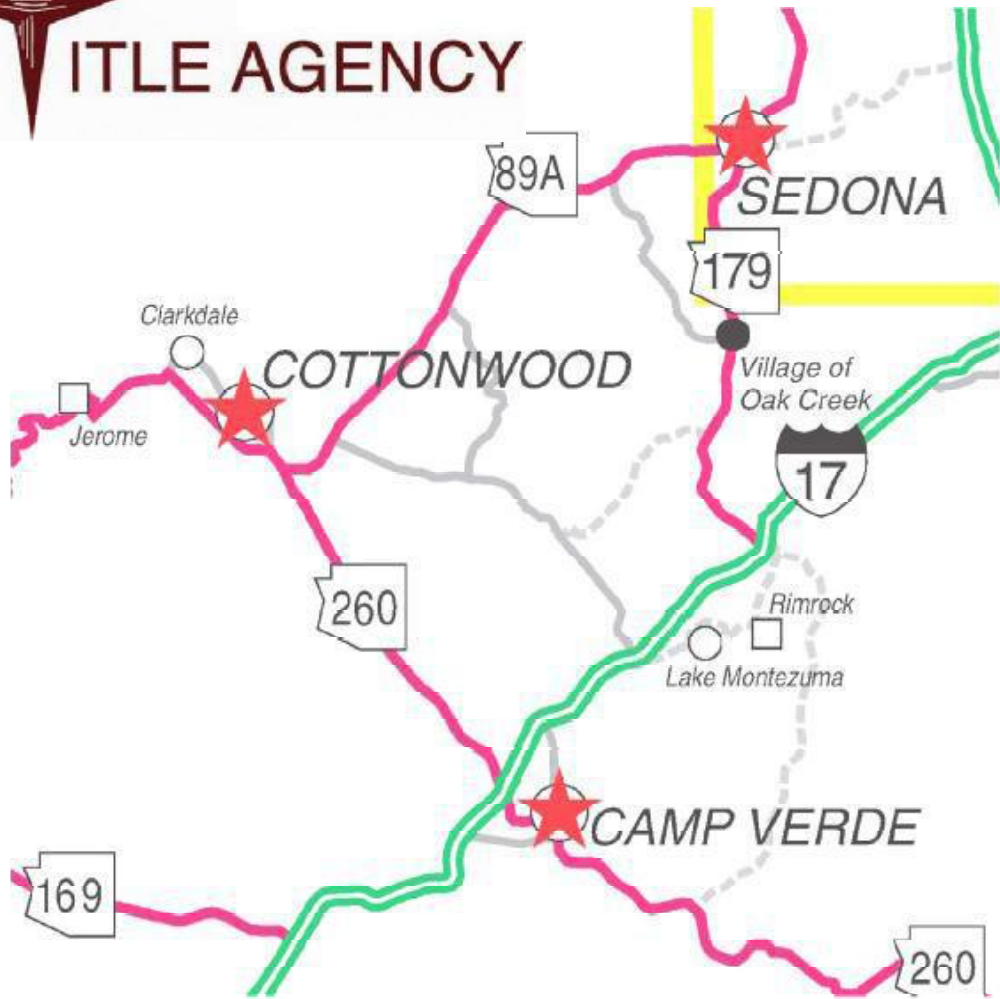 TITLE AGENCY
89A
SEDONA
179
Clarkdale
COTTONWOOD
Village of
Oak Creek
Jerome
17
260
Rimrock
Lake Montezuma
CAMP VERDE
169
260